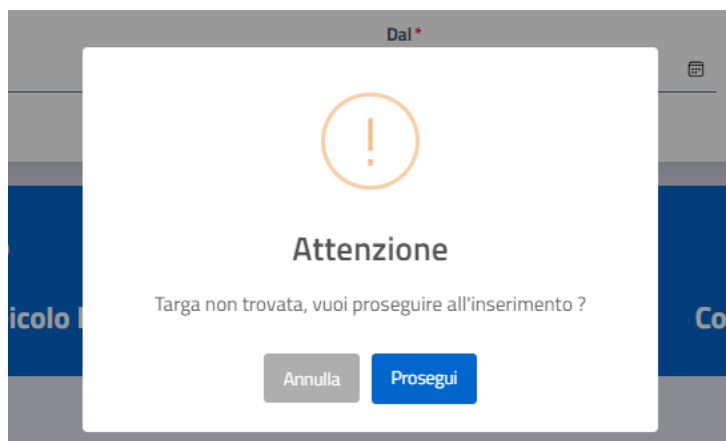 Dal*
!
Attenzione
Targa non trovata, vuoi proseguire all'inserimento ?
icolo
Co
Annulla
Prosegui